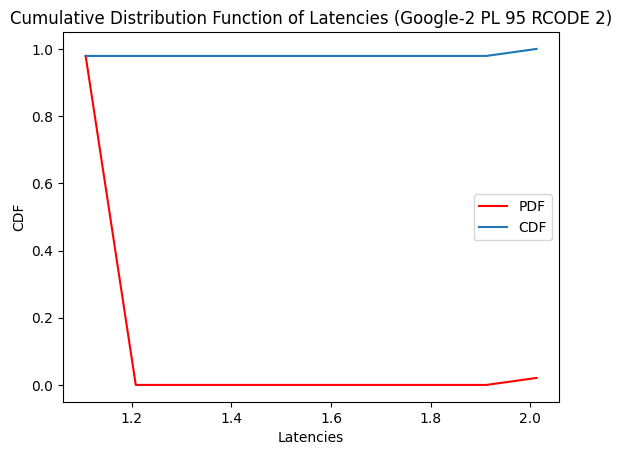 Cumulative Distribution Function of Latencies (Google-2 PL 95 RCODE 2)
1.0
0.8
0.6
0.4
0.2
0.0
CDF
PDF
CDF
1.2 1.4 1.6 1.8 2.0
Latencies